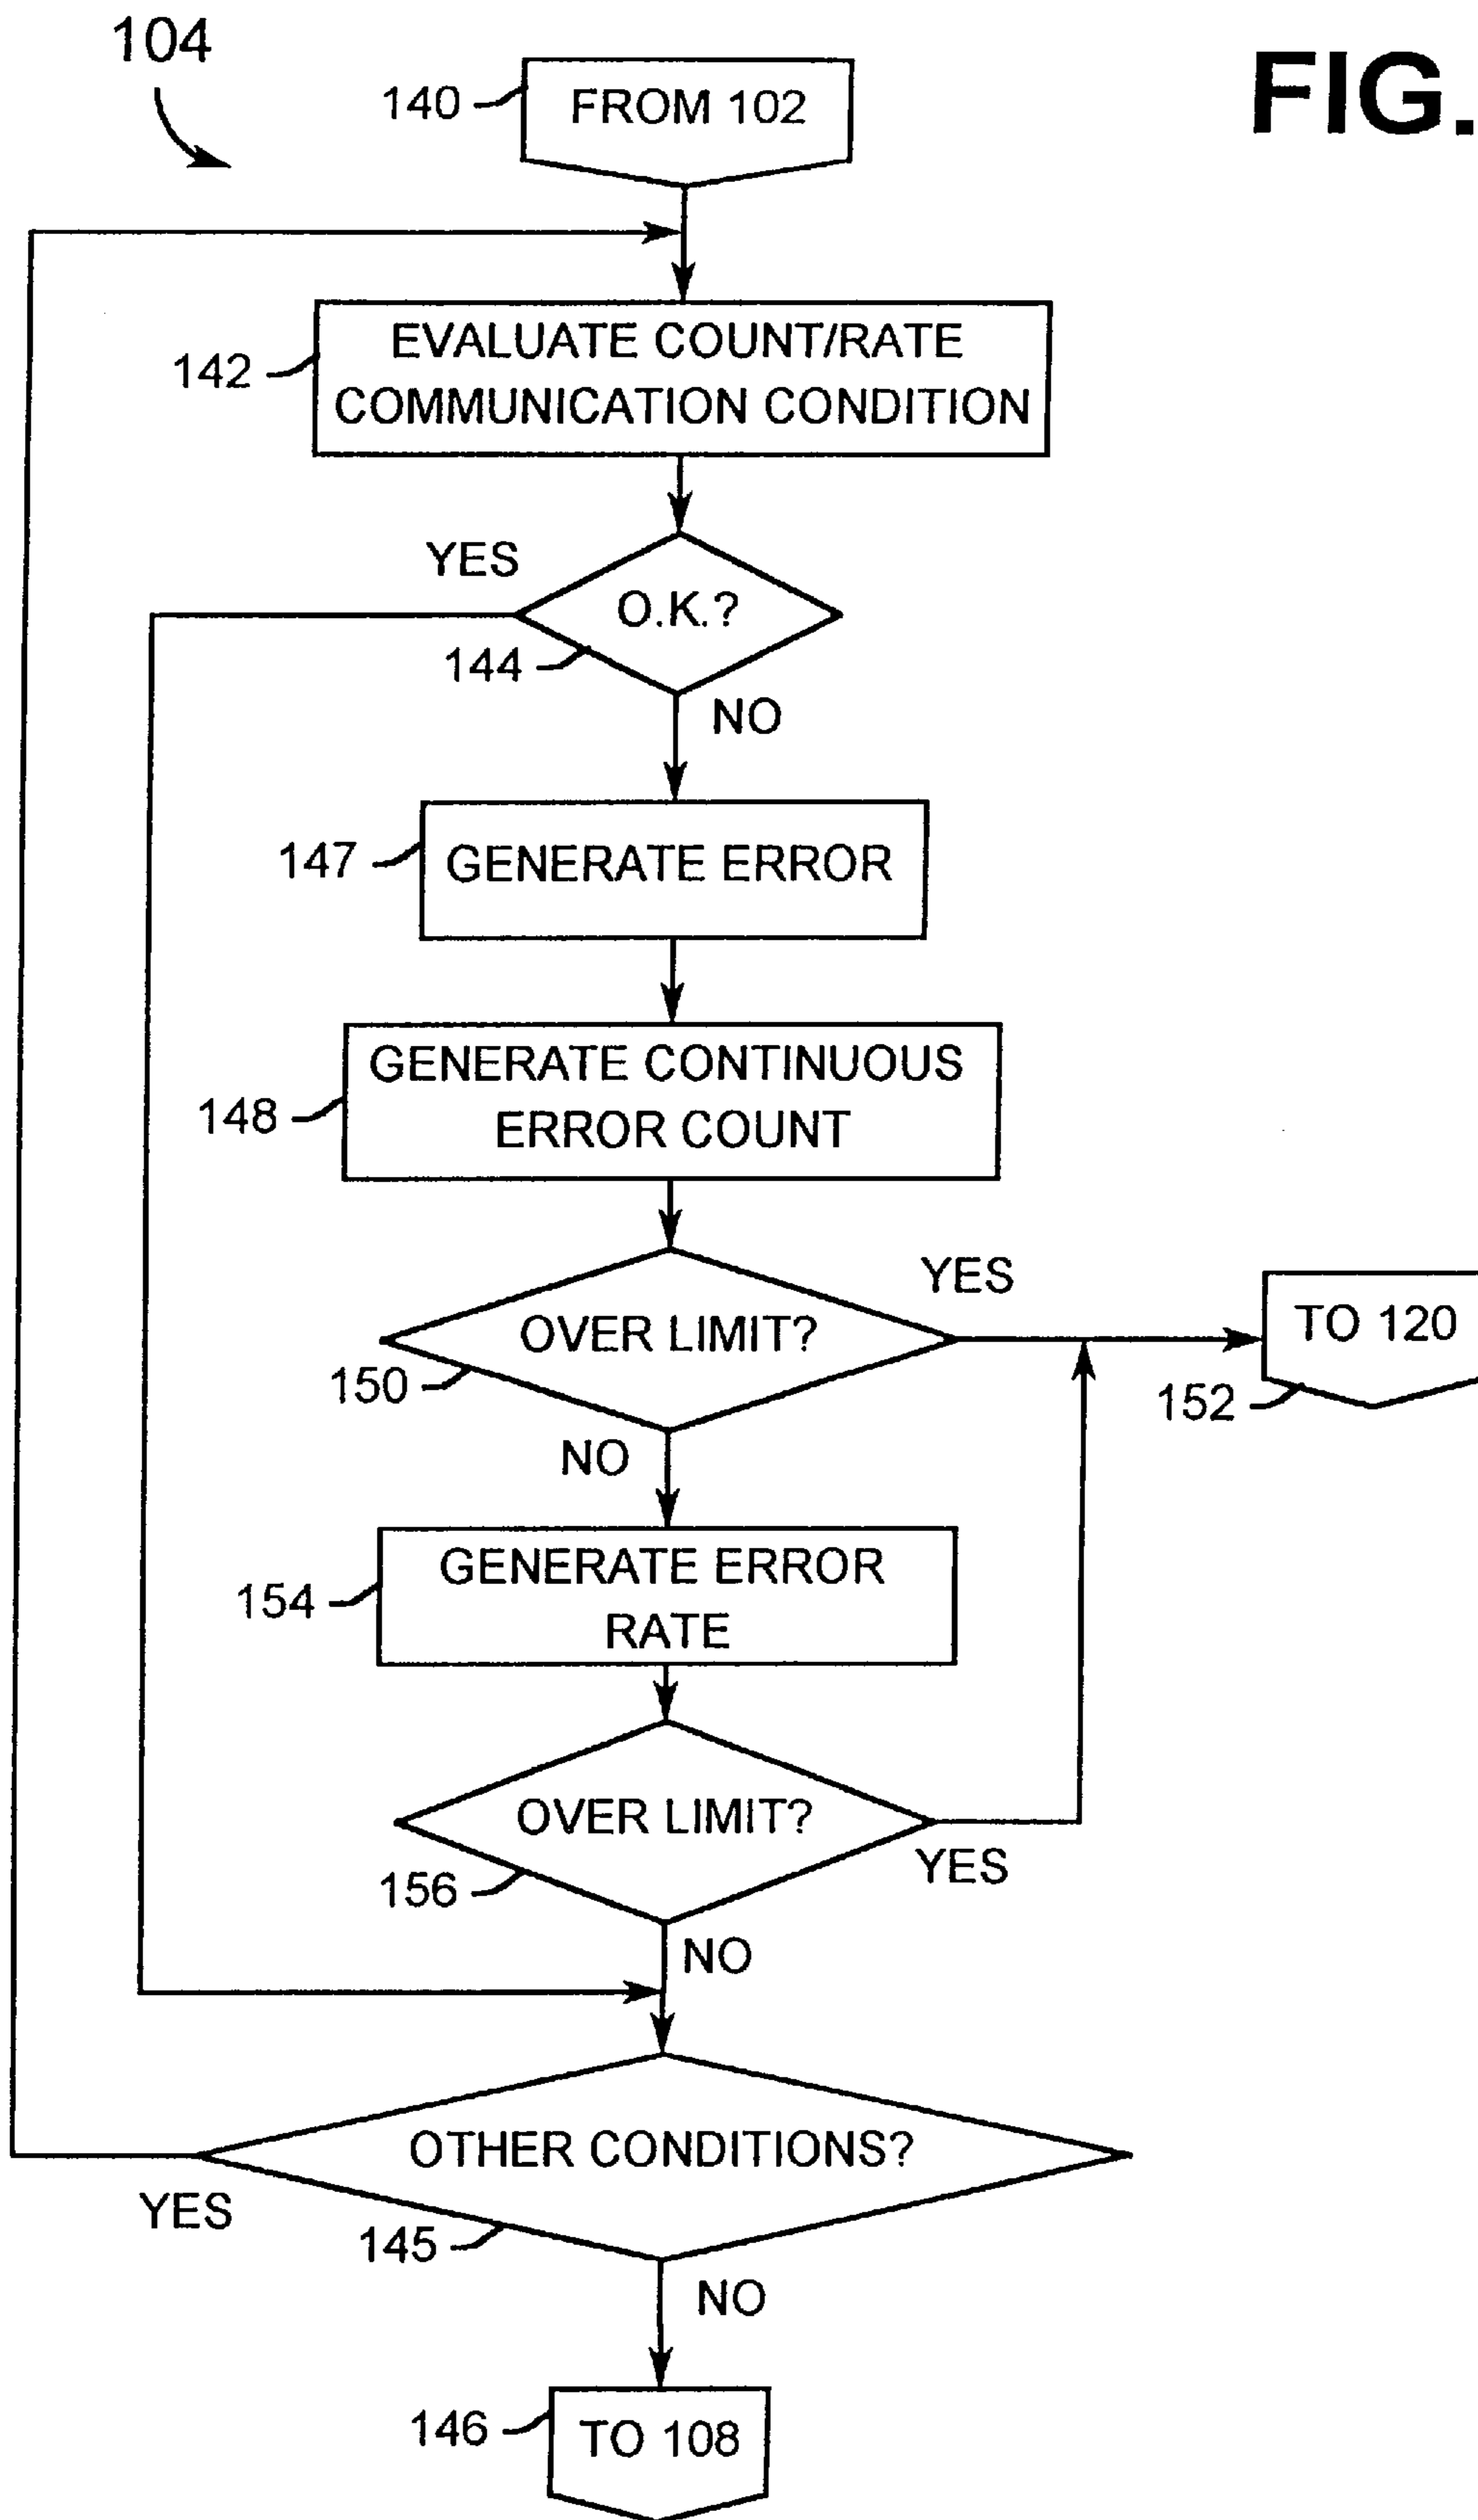 104
FIG.
140
FROM 102
142
EVALUATE COUNT/RATE
COMMUNICATION CONDITION
YES
O.K.?
144
NO
147
GENERATE ERROR
148
GENERATE CONTINUOUS
ERROR COUNT
YES
OVER LIMIT?
TO 120
150
152
NO
154
GENERATE ERROR
RATE
OVER LIMIT?
156
YES
NO
OTHER CONDITIONS?
YES
145
NO
146
TO 108